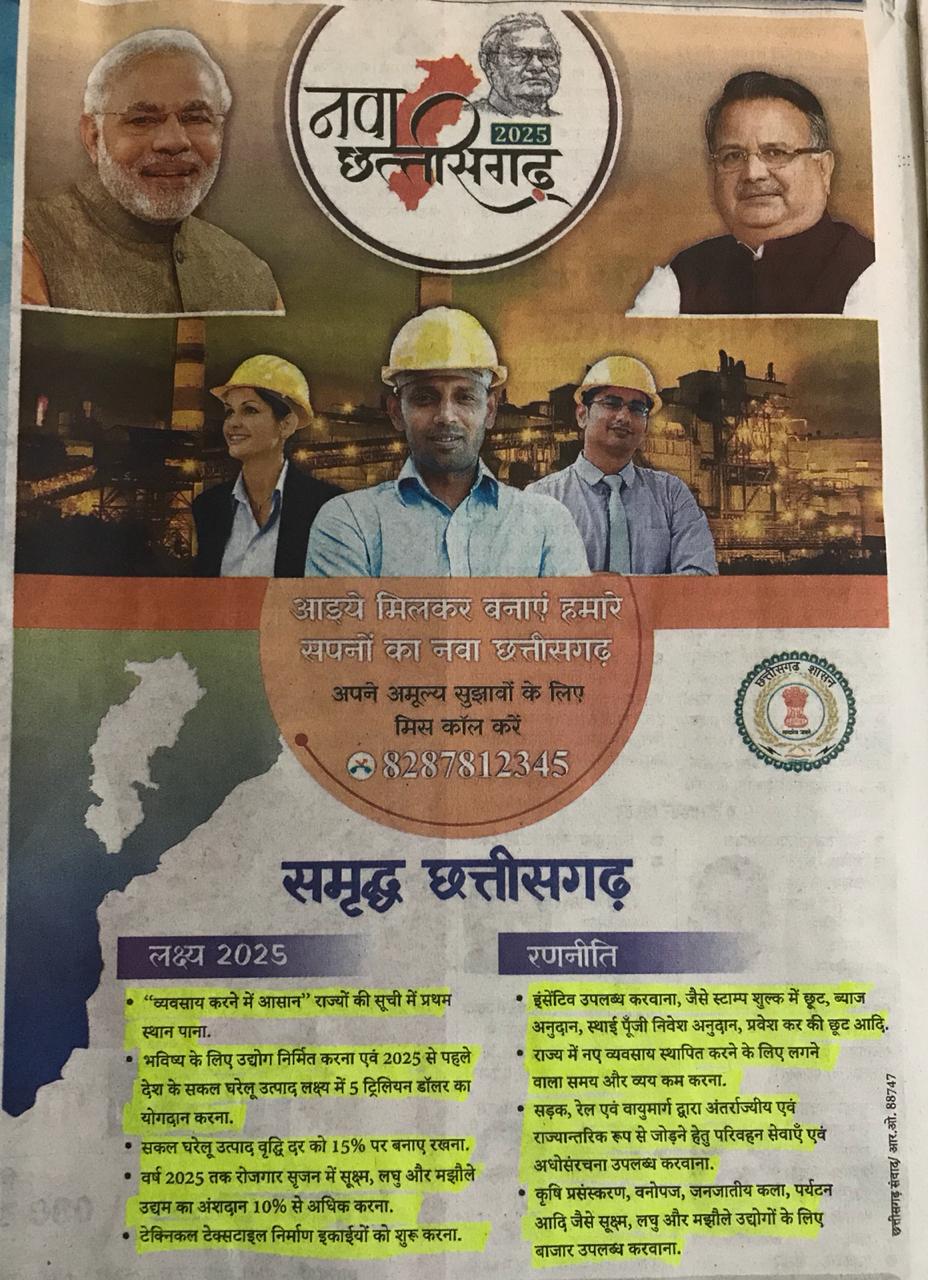 नवा
2025
छत्तीसगढ़
आइये मिलकर बनाएं हमारे
सपनों का नवा छत्तीसगढ़
अपने अमूल्य सुझावों के लिए
मिस कॉल करें
8287812345
छत्तीसगढ़ शासन
सत्यमेव जयते
समृद्ध छत्तीसगढ़
लक्ष्य 2025
• “व्यवसाय करने में आसान” राज्यों की सूची में प्रथम
स्थान पाना.
• भविष्य के लिए उद्योग निर्मित करना एवं 2025 से पहले
देश के सकल घरेलू उत्पाद लक्ष्य में 5 ट्रिलियन डॉलर का
योगदान करना.
• सकल घरेलू उत्पाद वृद्धि दर को 15% पर बनाए रखना.
• वर्ष 2025 तक रोजगार सृजन में सूक्ष्म, लघु और मझौले
उद्यम का अंशदान 10% से अधिक करना.
• टेक्निकल टेक्सटाइल निर्माण इकाईयों को शुरू करना.
रणनीति
• इंसेंटिव उपलब्ध करवाना, जैसे स्टाम्प शुल्क में छूट, ब्याज
अनुदान, स्थाई पूँजी निवेश अनुदान, प्रवेश कर की छूट आदि.
• राज्य में नए व्यवसाय स्थापित करने के लिए लगने
वाला समय और व्यय कम करना.
• सड़क, रेल एवं वायुमार्ग द्वारा अंतर्राज्यीय एवं
राज्यान्तरिक रूप से जोड़ने हेतु परिवहन सेवाएँ एवं
अधोसंरचना उपलब्ध करवाना.
• कृषि प्रसंस्करण, वनोपज, जनजातीय कला, पर्यटन
आदि जैसे सूक्ष्म, लघु और मझौले उद्योगों के लिए
बाजार उपलब्ध करवाना.
छत्तीसगढ़ संवाद/ आर.ओ. 88747